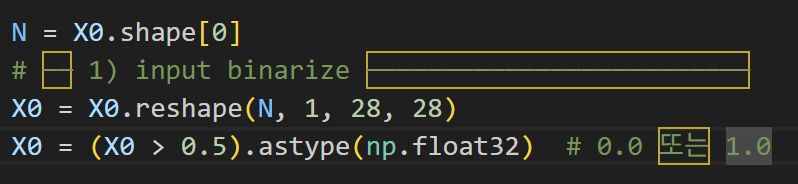 N = X0.shape[0]
# ── 1) input binarize ─────────────────────────
X0 = X0.reshape(N, 1, 28, 28)
X0 = (X0 > 0.5).astype(np.float32)  # 0.0 또는 1.0